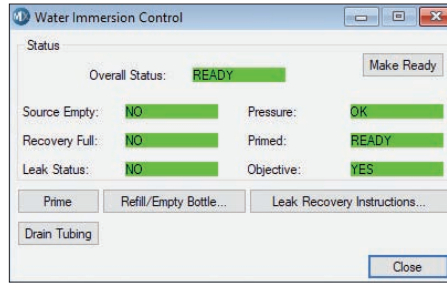 MX Water Immersion Control
Status
Overall Status: READY
Make Ready
Source Empty: NO Pressure: OK
Recovery Full: NO Primed: READY
Leak Status: NO Objective: YES
Prime Refill/Empty Bottle... Leak Recovery Instructions...
Drain Tubing
Close